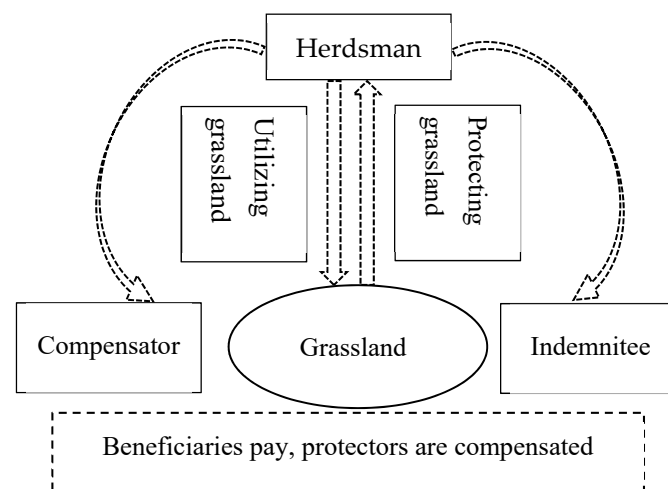 Herdsman
Utilizing
grassland
Protecting
grassland
Compensator
Grassland
Indemnitee
Beneficiaries pay, protectors are compensated